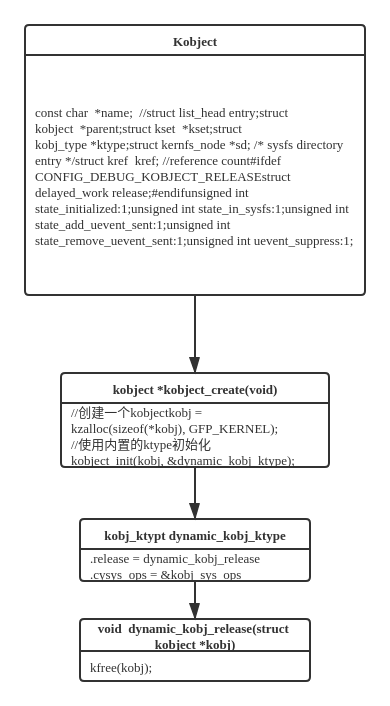 Kobject
const char  *name;  //struct list_head entry;struct
kobject  *parent;struct kset  *kset;struct
kobj_type *ktype;struct kernfs_node *sd; /* sysfs directory
entry */struct kref  kref; //reference count#ifdef
CONFIG_DEBUG_KOBJECT_RELEASEstruct
delayed_work release;#endifunsigned int
state_initialized:1;unsigned int state_in_sysfs:1;unsigned int
state_add_uevent_sent:1;unsigned int
state_remove_uevent_sent:1;unsigned int uevent_suppress:1;
kobject *kobject_create(void)
//创建一个kobjectkobj =
kzalloc(sizeof(*kobj), GFP_KERNEL);
//使用内置的ktype初始化
kobject_init(kobj, &dynamic_kobj_ktype);
kobj_ktypt dynamic_kobj_ktype
.release = dynamic_kobj_release
.cysys_ops = &kobj_sys_ops
void  dynamic_kobj_release(struct
kobject *kobj)
kfree(kobj);